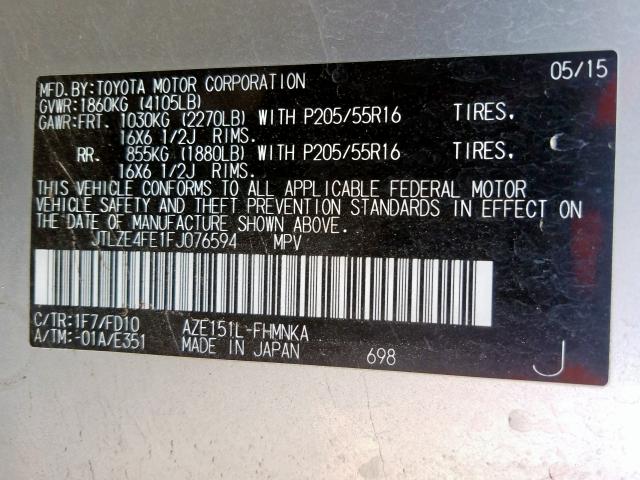 MFD.BY:TOYOTA MOTOR CORPORATION 05/15
GVWR:1860KG (4105LB)
GAWR:FRT. 1030KG (2270LB) WITH P205/55R16 TIRES.
16X6 1/2J RIMS.
RR. 855KG (1880LB) WITH P205/55R16 TIRES.
16X6 1/2J RIMS.
THIS VEHICLE CONFORMS TO ALL APPLICABLE FEDERAL MOTOR
VEHICLE SAFETY AND THEFT PREVENTION STANDARDS IN EFFECT ON
THE DATE OF MANUFACTURE SHOWN ABOVE.
JTLZE4FE1FJ076594 MPV
C/TR:1F7/FD10 AZE151L-FHMNKA
A/TM:-01A/E351 MADE IN JAPAN 698 J